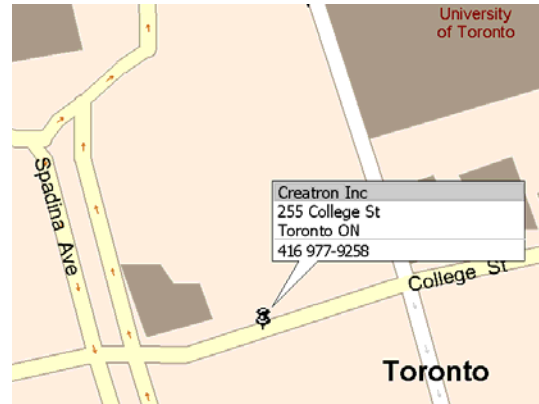 University
of Toronto
Spadina Ave
Creatron Inc
255 College St
Toronto ON
416 977-9258
College St
Toronto